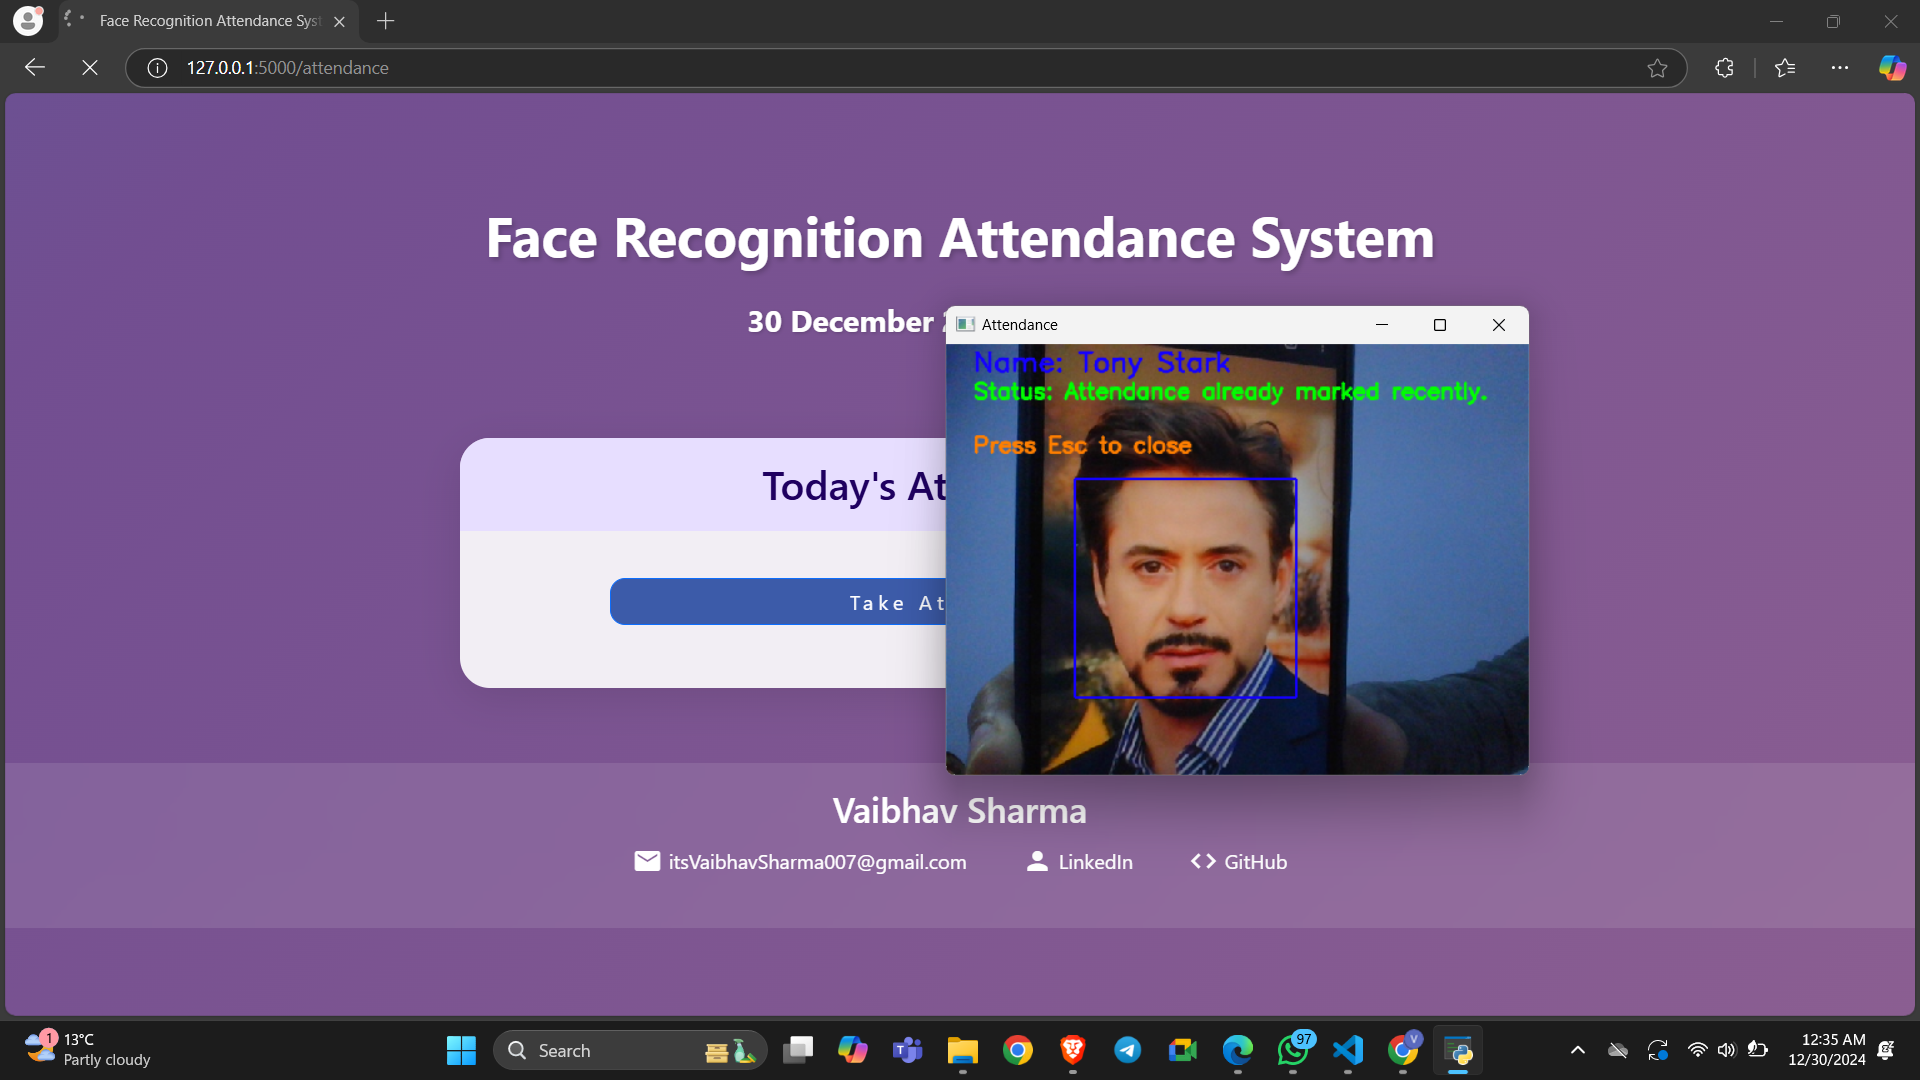 Face Recognition Attendance Syst
127.0.0.1:5000/attendance
Face Recognition Attendance System
30 December
Attendance
Name: Tony Stark
Status: Attendance already marked recently.
Press Esc to close
Today's At
Take At
Vaibhav Sharma
itsVaibhavSharma007@gmail.com LinkedIn GitHub
1
13°C
Partly cloudy
Search
97
V
12:35 AM
12/30/2024